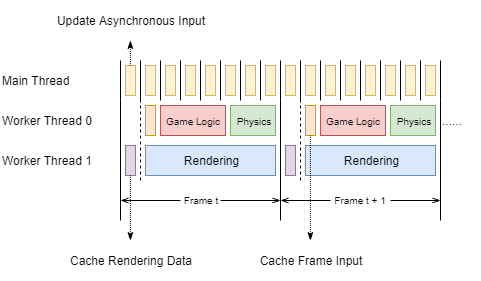 Update Asynchronous Input
Main Thread
Worker Thread 0
Game Logic
Physics
Game Logic
Physics
......
Worker Thread 1
Rendering
Rendering
Frame t
Frame t + 1
Cache Rendering Data
Cache Frame Input